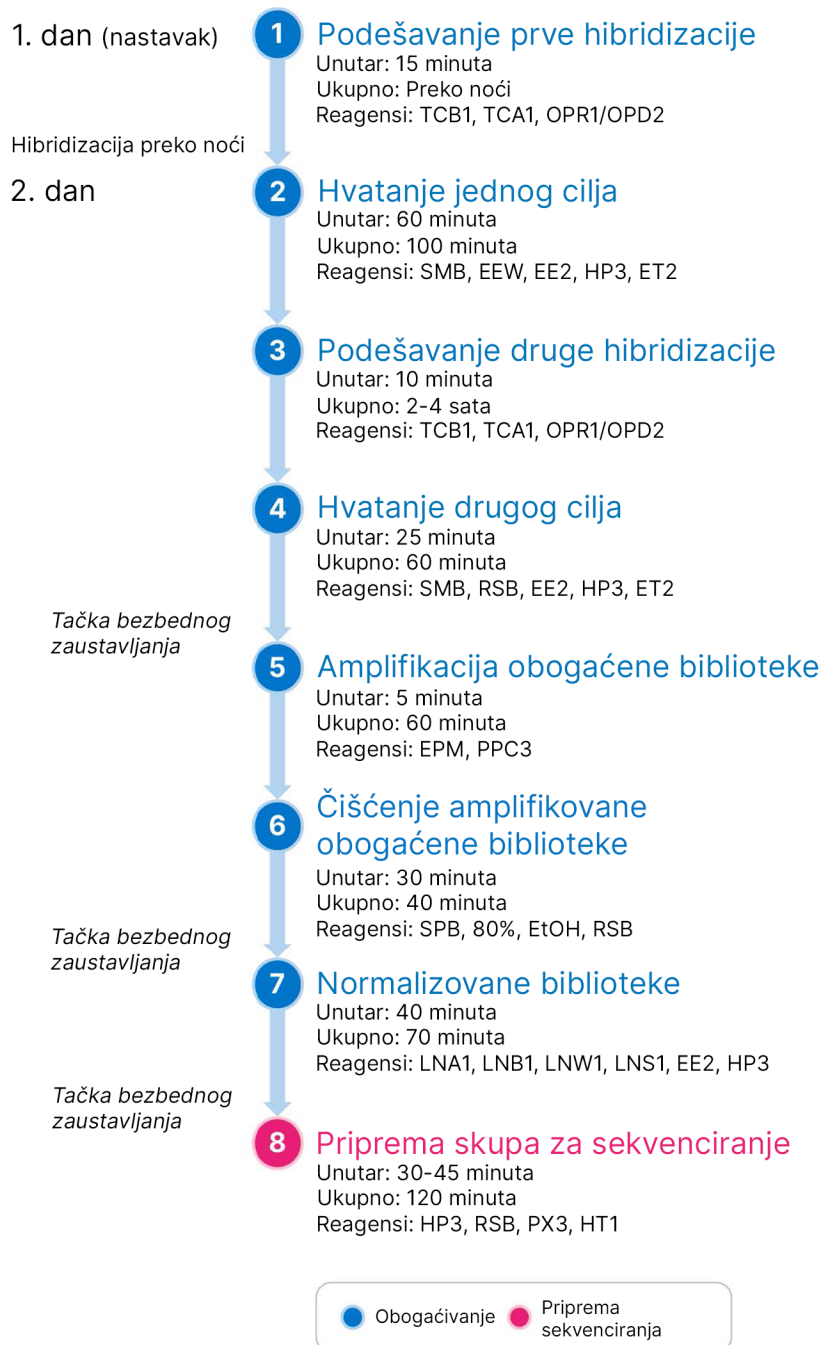 1. dan (nastavak)
1
Podešavanje prve hibridizacije
Unutar: 15 minuta
Ukupno: Preko noći
Reagensi: TCB1, TCA1, OPR1/OPD2
Hibridizacija preko noći
2. dan
2
Hvatanje jednog cilja
Unutar: 60 minuta
Ukupno: 100 minuta
Reagensi: SMB, EEW, EE2, HP3, ET2
3
Podešavanje druge hibridizacije
Unutar: 10 minuta
Ukupno: 2-4 sata
Reagensi: TCB1, TCA1, OPR1/OPD2
4
Hvatanje drugog cilja
Unutar: 25 minuta
Ukupno: 60 minuta
Reagensi: SMB, RSB, EE2, HP3, ET2
Tačka bezbednog
zaustavljanja
5
Amplifikacija obogaćene biblioteke
Unutar: 5 minuta
Ukupno: 60 minuta
Reagensi: EPM, PPC3
6
Čišćenje amplifikovane
obogaćene biblioteke
Unutar: 30 minuta
Ukupno: 40 minuta
Reagensi: SPB, 80%, EtOH, RSB
Tačka bezbednog
zaustavljanja
7
Normalizovane biblioteke
Unutar: 40 minuta
Ukupno: 70 minuta
Reagensi: LNA1, LNB1, LNW1, LNS1, EE2, HP3
Tačka bezbednog
zaustavljanja
8
Priprema skupa za sekvenciranje
Unutar: 30-45 minuta
Ukupno: 120 minuta
Reagensi: HP3, RSB, PX3, HT1
Obogaćivanje
Priprema
sekvenciranja